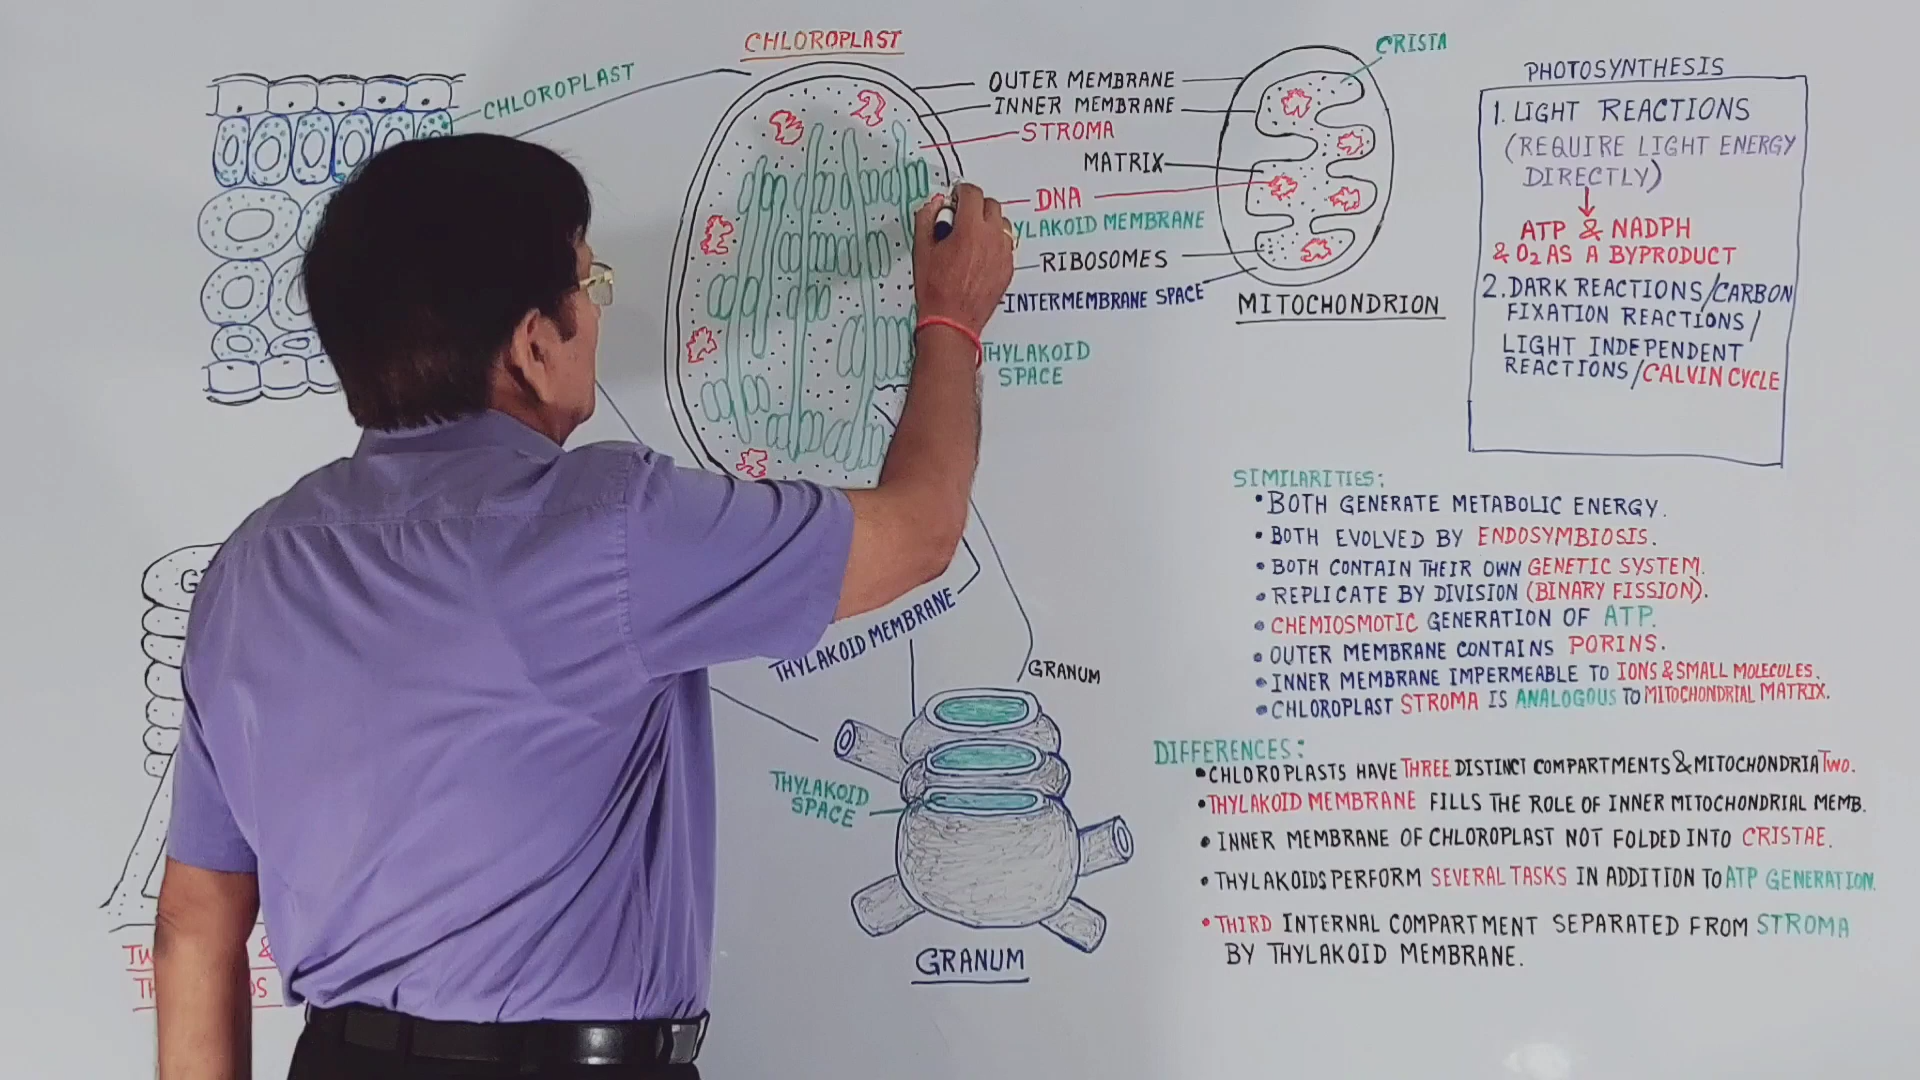 CHLOROPLAST
CHLOROPLAST
OUTER MEMBRANE
INNER MEMBRANE
STROMA
MATRIX
DNA
YLAKOID MEMBRANE
RIBOSOMES
INTERMEMBRANE SPACE
THYLAKOID
SPACE
CRISTA
MITOCHONDRION
PHOTOSYNTHESIS
1. LIGHT REACTIONS
(REQUIRE LIGHT ENERGY
DIRECTLY)
ATP & NADPH
& O2 AS A BYPRODUCT
2. DARK REACTIONS/CARBON
FIXATION REACTIONS/
LIGHT INDEPENDENT
REACTIONS/CALVIN CYCLE
SIMILARITIES:
• BOTH GENERATE METABOLIC ENERGY.
• BOTH EVOLVED BY ENDOSYMBIOSIS.
• BOTH CONTAIN THEIR OWN GENETIC SYSTEM.
• REPLICATE BY DIVISION (BINARY FISSION).
• CHEMIOSMOTIC GENERATION OF ATP.
• OUTER MEMBRANE CONTAINS PORINS.
• INNER MEMBRANE IMPERMEABLE TO IONS & SMALL MOLECULES.
• CHLOROPLAST STROMA IS ANALOGOUS TO MITOCHONDRIAL MATRIX.
DIFFERENCES:
• CHLOROPLASTS HAVE THREE DISTINCT COMPARTMENTS & MITOCHONDRIA TWO.
• THYLAKOID MEMBRANE FILLS THE ROLE OF INNER MITOCHONDRIAL MEMB.
• INNER MEMBRANE OF CHLOROPLAST NOT FOLDED INTO CRISTAE.
• THYLAKOIDS PERFORM SEVERAL TASKS IN ADDITION TO ATP GENERATION.
• THIRD INTERNAL COMPARTMENT SEPARATED FROM STROMA
BY THYLAKOID MEMBRANE.
THYLAKOID MEMBRANE
GRANUM
THYLAKOID
SPACE
GRANUM